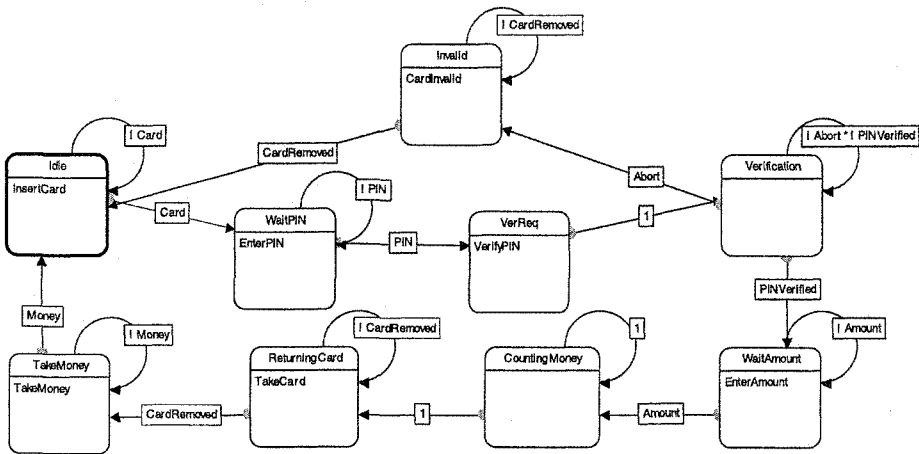 ! CardRemoved
Invalid
CardInvalid
! Card
! Abort * ! PINVerified
Idle
InsertCard
CardRemoved
Verification
Abort
! PIN
Card
WaitPIN
EnterPIN
PIN
VerReq
VerifyPIN
1
PINVerified
Money
! Money
! CardRemoved
1
! Amount
TakeMoney
TakeMoney
ReturningCard
TakeCard
CountingMoney
WaitAmount
EnterAmount
CardRemoved
1
Amount